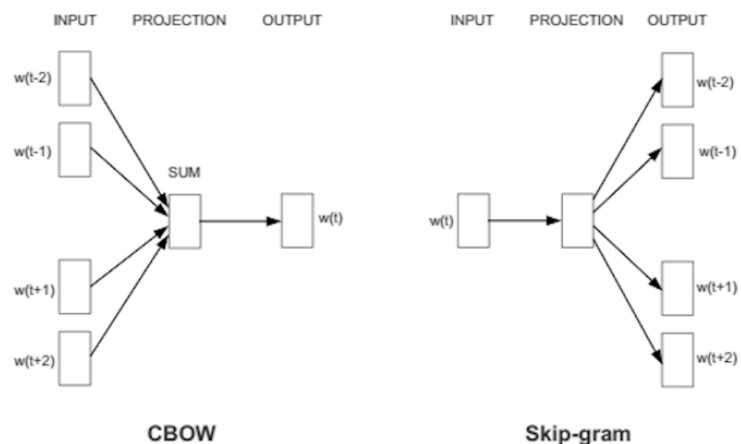 INPUT PROJECTION OUTPUT
w(t-2)
w(t-1)
SUM
w(t)
w(t+1)
w(t+2)
CBOW
INPUT PROJECTION OUTPUT
w(t-2)
w(t-1)
w(t)
w(t+1)
w(t+2)
Skip-gram